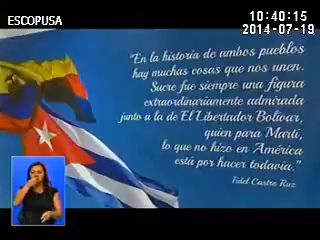 ESCOPUSA
10:40:15
2014-07-19
"En la historia de ambos pueblos
hay muchas cosas que nos unen.
Sucre fue siempre una figura
extraordinariamente admirada
junto a la de El Libertador Bolívar,
quien para Martí,
lo que no hizo en América
está por hacer todavía."
Fidel Castro Ruz